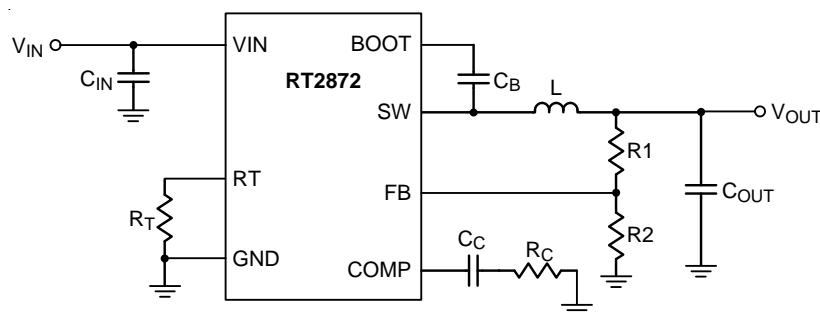 VIN
VIN
BOOT
CIN
RT2872
CB
L
SW
VOUT
R1
RT
FB
COUT
RT
R2
GND
CC
RC
COMP